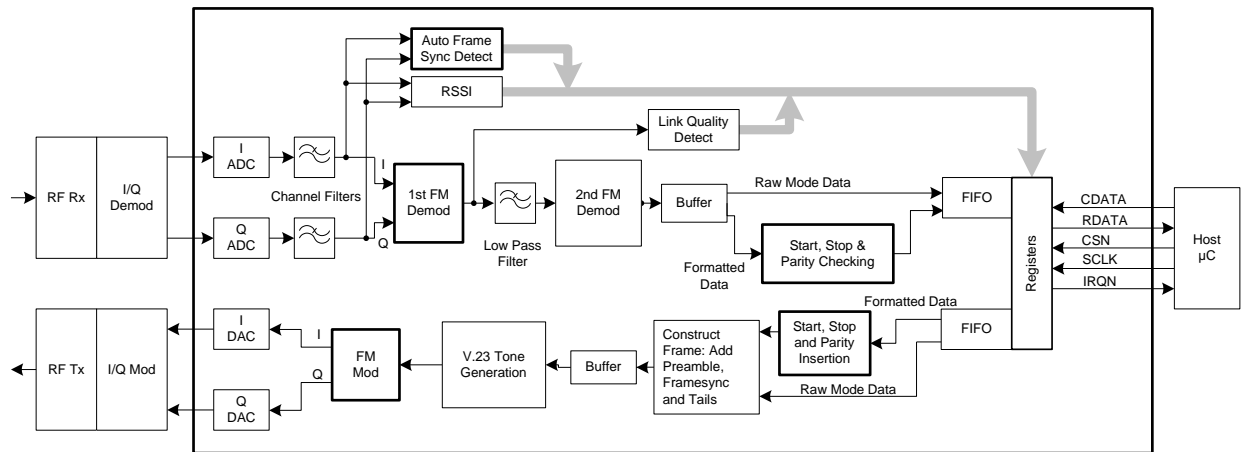 Auto Frame
Sync Detect
RSSI
Link Quality
Detect
RF Rx
I/Q
Demod
I
ADC
Channel Filters
Q
ADC
I
Q
1st FM
Demod
Low Pass
Filter
2nd FM
Demod
Buffer
Raw Mode Data
Formatted
Data
Start, Stop &
Parity Checking
FIFO
Registers
CDATA
RDATA
CSN
SCLK
IRQN
Host
µC
RF Tx
I/Q Mod
I
DAC
Q
DAC
I
Q
FM
Mod
V.23 Tone
Generation
Buffer
Construct
Frame: Add
Preamble,
Framesync
and Tails
Start, Stop
and Parity
Insertion
Formatted Data
Raw Mode Data
FIFO